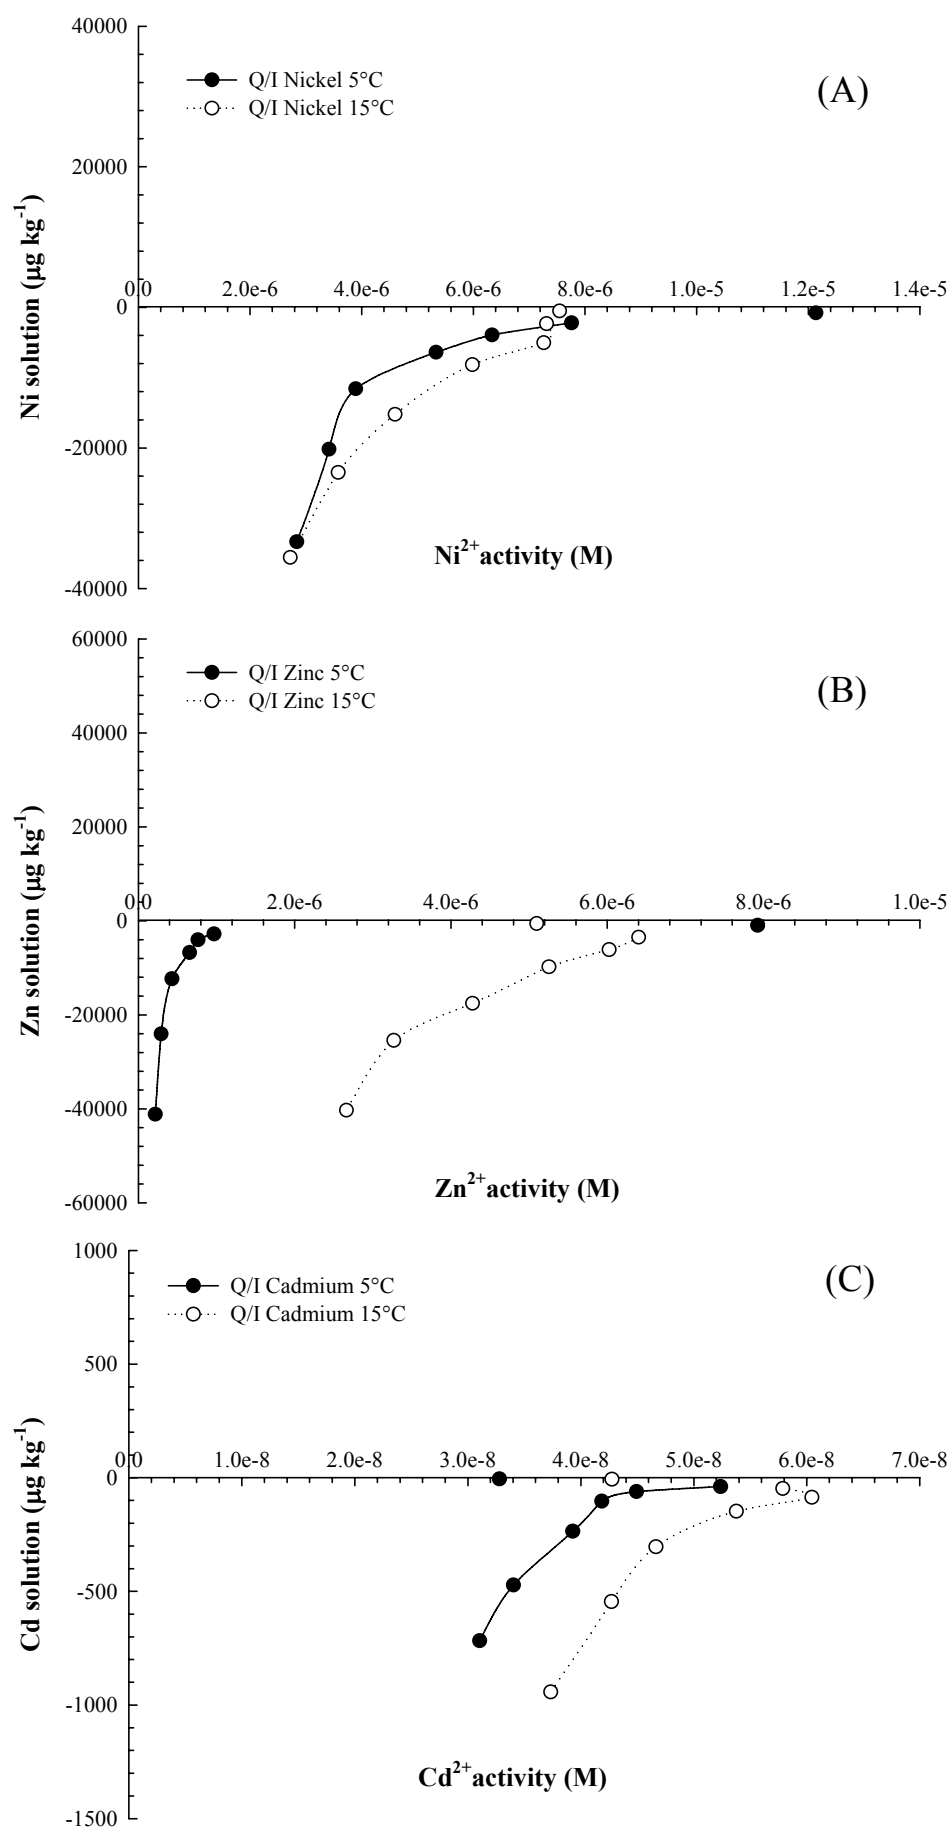 40000
Q/I Nickel 5°C
Q/I Nickel 15°C
(A)
20000
Ni solution (µg kg⁻¹)
0.0 2.0e-6 4.0e-6 6.0e-6 8.0e-6 1.0e-5 1.2e-5 1.4e-5
0
-20000
Ni²⁺activity (M)
-40000
60000
Q/I Zinc 5°C
Q/I Zinc 15°C
(B)
40000
20000
Zn solution (µg kg⁻¹)
0.0 2.0e-6 4.0e-6 6.0e-6 8.0e-6 1.0e-5
0
-20000
-40000
Zn²⁺activity (M)
-60000
1000
Q/I Cadmium 5°C
Q/I Cadmium 15°C
(C)
500
Cd solution (µg kg⁻¹)
0.0 1.0e-8 2.0e-8 3.0e-8 4.0e-8 5.0e-8 6.0e-8 7.0e-8
0
-500
-1000
Cd²⁺activity (M)
-1500